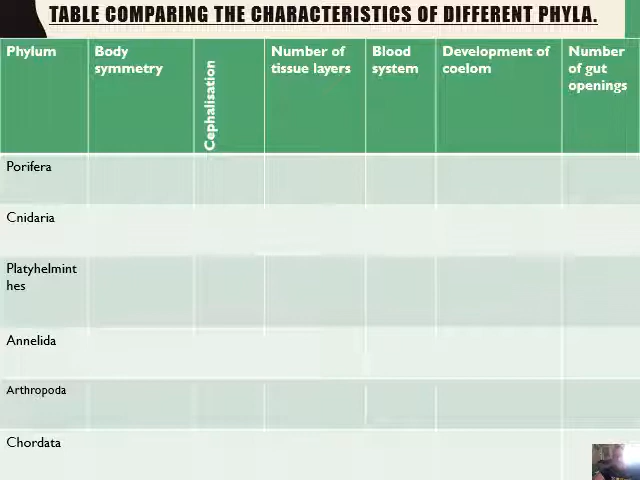 TABLE COMPARING THE CHARACTERISTICS OF DIFFERENT PHYLA.
Phylum
Body
symmetry
Cephalisation
Number of
tissue layers
Blood
system
Development of
coelom
Number
of gut
openings
Porifera
Cnidaria
Platyhelmint
hes
Annelida
Arthropoda
Chordata